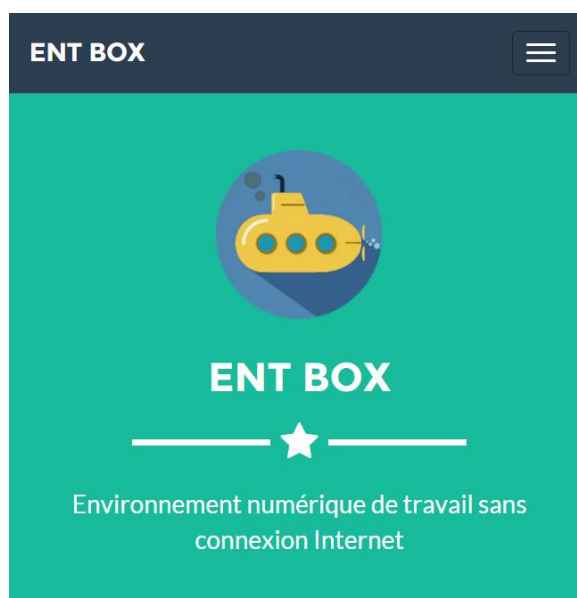 ENT BOX
ENT BOX
Environnement numérique de travail sans
connexion Internet